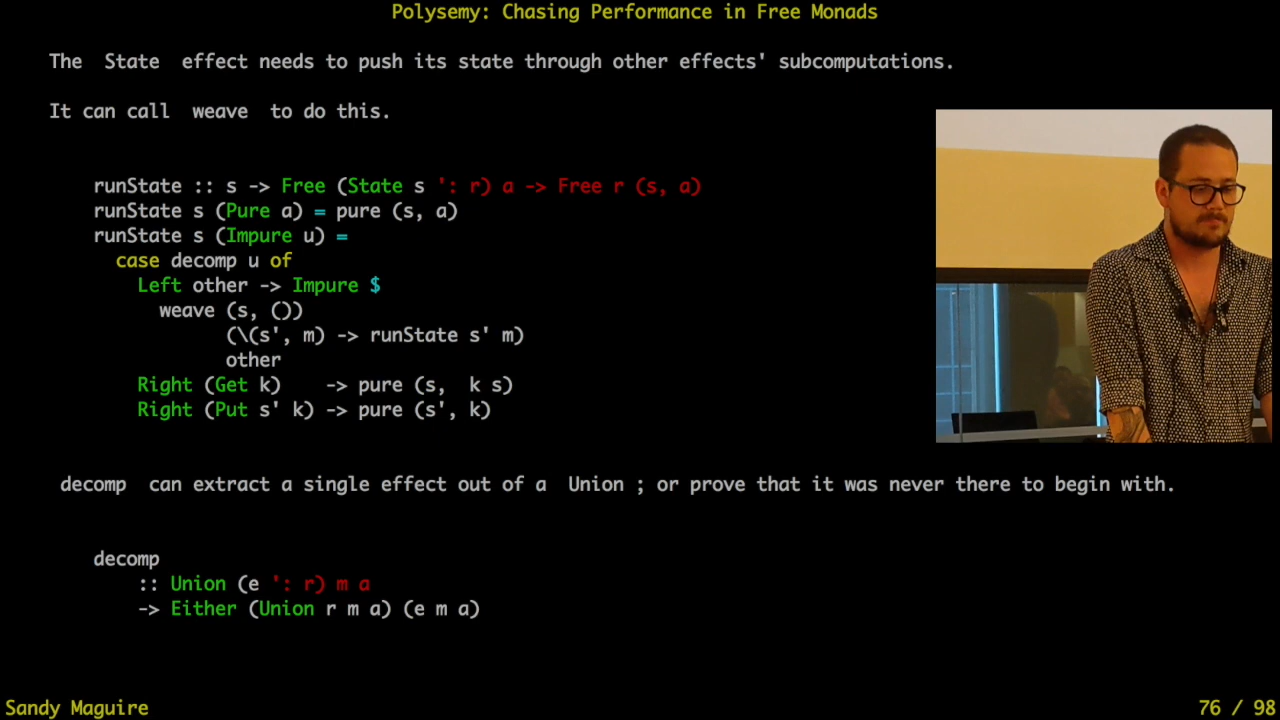 Polysemy: Chasing Performance in Free Monads
The State effect needs to push its state through other effects' subcomputations.
It can call weave to do this.
runState :: s -> Free (State s ': r) a -> Free r (s, a)
runState s (Pure a) = pure (s, a)
runState s (Impure u) =
case decomp u of
Left other -> Impure $
weave (s, ())
(\(s', m) -> runState s' m)
other
Right (Get k) -> pure (s, k s)
Right (Put s' k) -> pure (s', k)
decomp can extract a single effect out of a Union ; or prove that it was never there to begin with.
decomp
:: Union (e ': r) m a
-> Either (Union r m a) (e m a)
Sandy Maguire
76 / 98